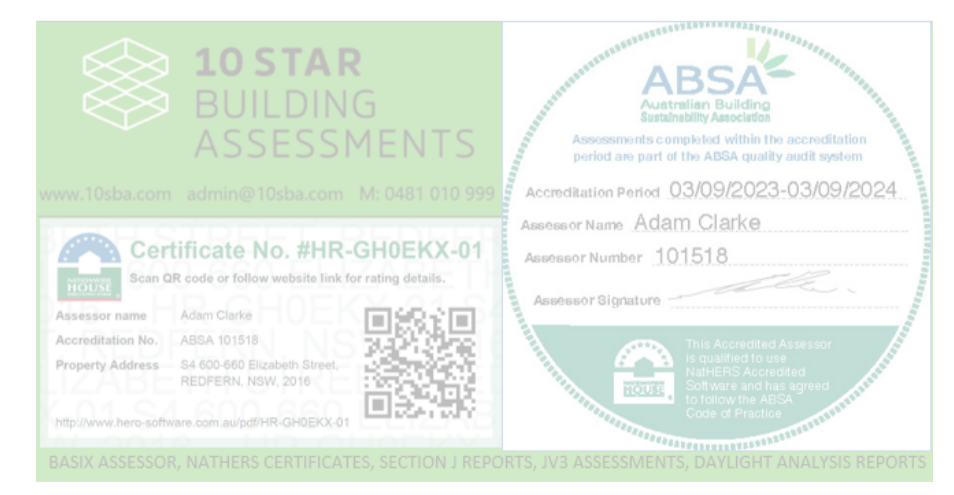 10 STAR
BUILDING
ASSESSMENTS
www.10sba.com admin@10sba.com M: 0481 010 999
Certificate No. #HR-GH0EKX-01
Scan QR code or follow website link for rating details.
NATIONWIDE
HOUSE
Assessor name Adam Clarke
Accreditation No. ABSA 101518
Property Address S4 600-660 Elizabeth Street,
REDFERN, NSW, 2016
http://www.hero-software.com.au/pdf/HR-GH0EKX-01
ABSA
Australian Building
Sustainability Association
Assessments completed within the accreditation
period are part of the ABSA quality audit system
Accreditation Period 03/09/2023-03/09/2024
Assessor Name Adam Clarke
Assessor Number 101518
Assessor Signature
HOUSE
This Accredited Assessor
is qualified to use
NatHERS Accredited
Software and has agreed
to follow the ABSA
Code of Practice
BASIX ASSESSOR, NATHERS CERTIFICATES, SECTION J REPORTS, JV3 ASSESSMENTS, DAYLIGHT ANALYSIS REPORTS